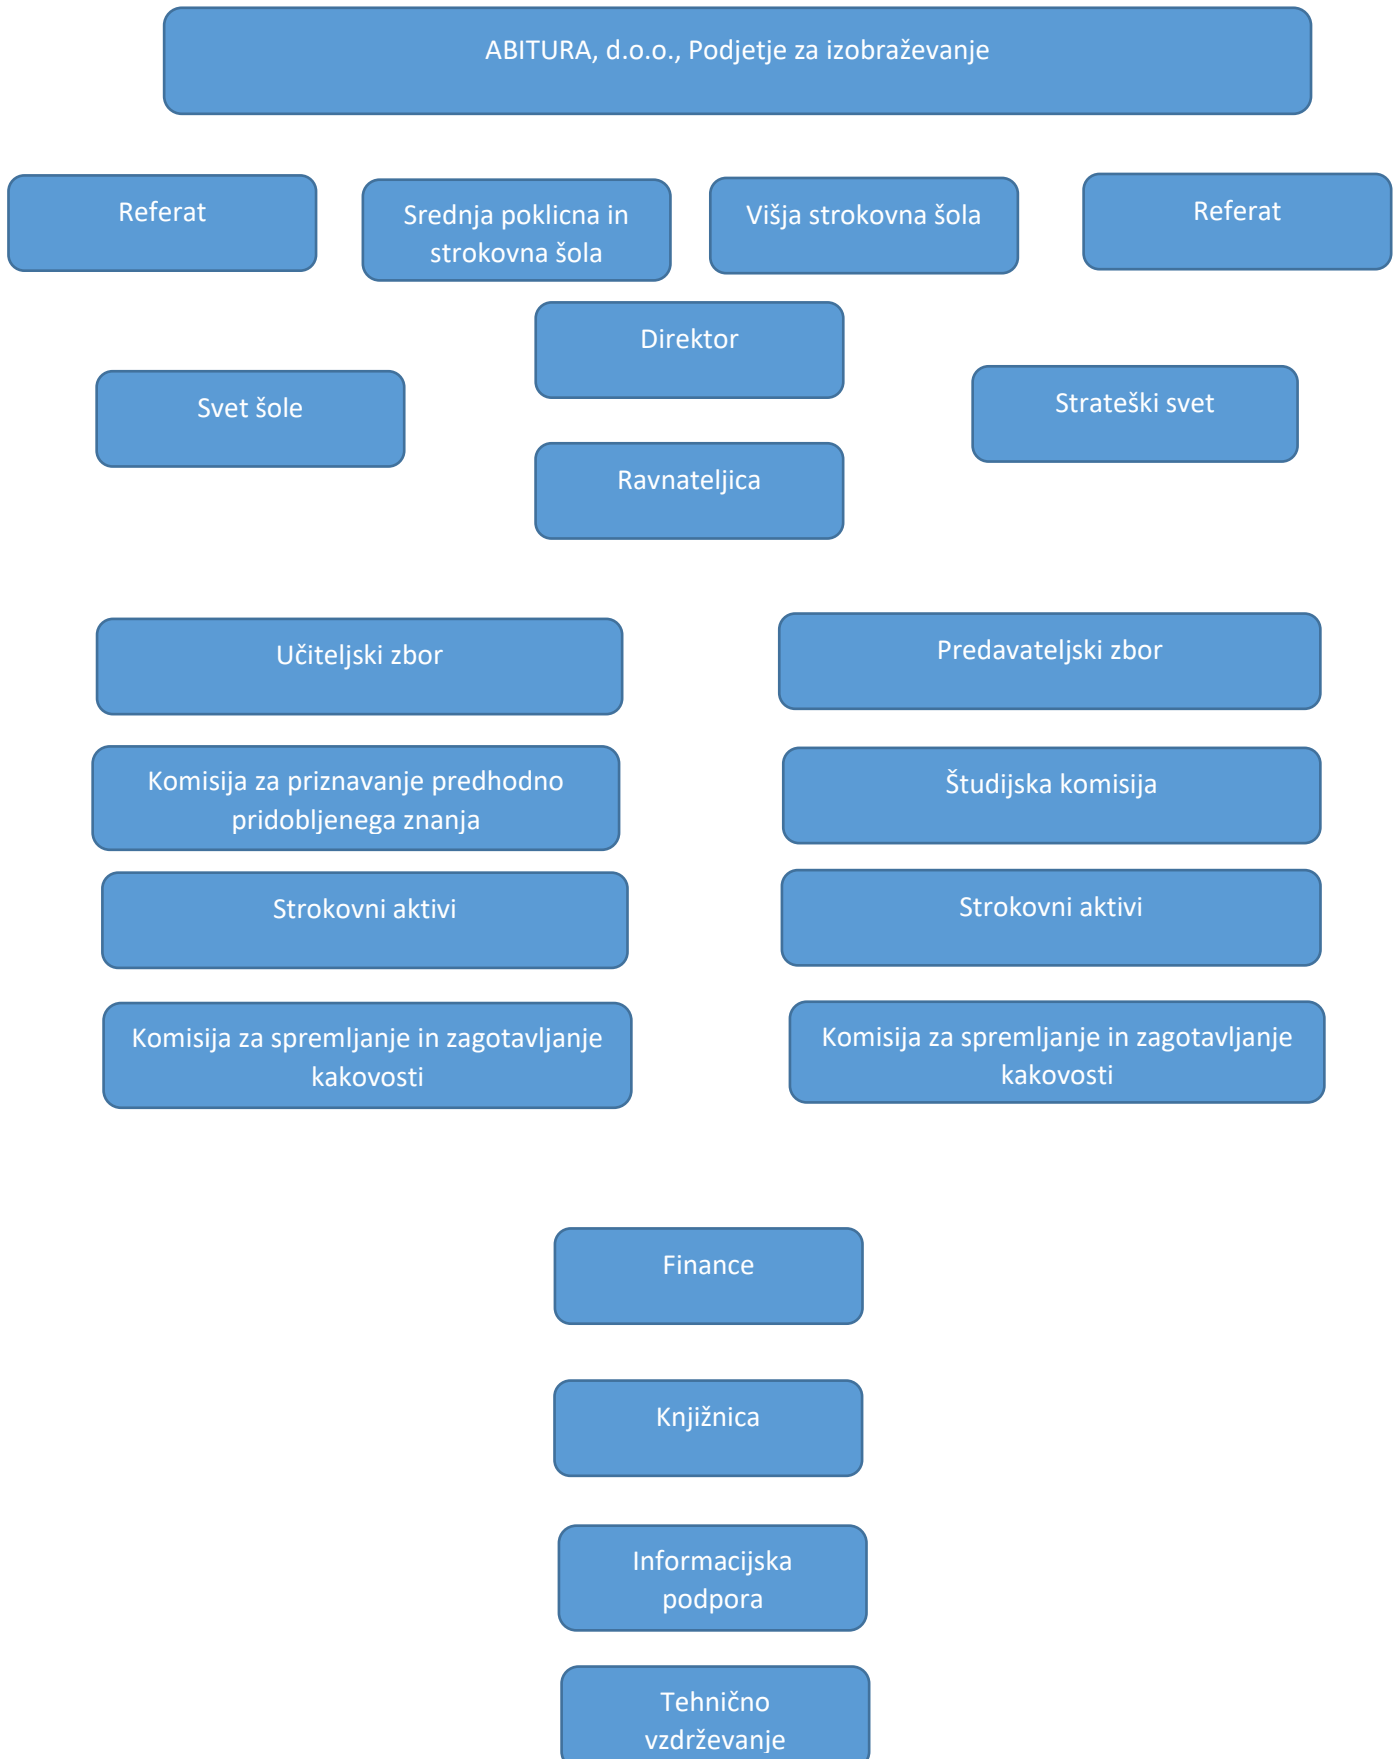 ABITURA, d.o.o., Podjetje za izobraževanje
Referat
Srednja poklicna in
strokovna šola
Višja strokovna šola
Referat
Direktor
Svet šole
Strateški svet
Ravnateljica
Učiteljski zbor
Predavateljski zbor
Komisija za priznavanje predhodno
pridobljenega znanja
Študijska komisija
Strokovni aktivi
Strokovni aktivi
Komisija za spremljanje in zagotavljanje
kakovosti
Komisija za spremljanje in zagotavljanje
kakovosti
Finance
Knjižnica
Informacijska
podpora
Tehnično
vzdrževanje